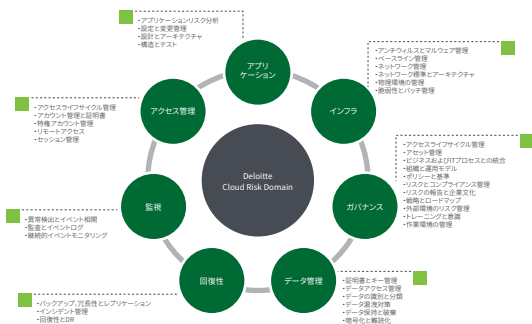 ・アプリケーションリスク分析
・設定と変更管理
・設計とアーキテクチャ
・構造とテスト
アプリ
ケーション
・アンチウィルスとマルウェア管理
・ベースライン管理
・ネットワーク管理
・ネットワーク標準とアーキテクチャ
・物理環境の管理
・脆弱性とパッチ管理
インフラ
・アクセスライフサイクル管理
・アセット管理
・ビジネスおよびITプロセスとの統合
・組織と運用モデル
・ポリシーと基準
・リスクとコンプライアンス管理
・リスクの報告と企業文化
・戦略とロードマップ
・外部環境のリスク管理
・トレーニングと意識
・作業環境の管理
ガバナンス
・証明書とキー管理
・データアクセス管理
・データの識別と分類
・データ漏洩対策
・データ保持と破棄
・暗号化と難読化
データ管理
回復性
・バックアップ、冗長性とレプリケーション
・インシデント管理
・回復性とDR
監視
・異常検出とイベント相関
・監査とイベントログ
・継続的イベントモニタリング
アクセス管理
・アクセスライフサイクル管理
・アカウント管理と証明書
・特権アカウント管理
・リモートアクセス
・セッション管理
Deloitte
Cloud Risk Domain